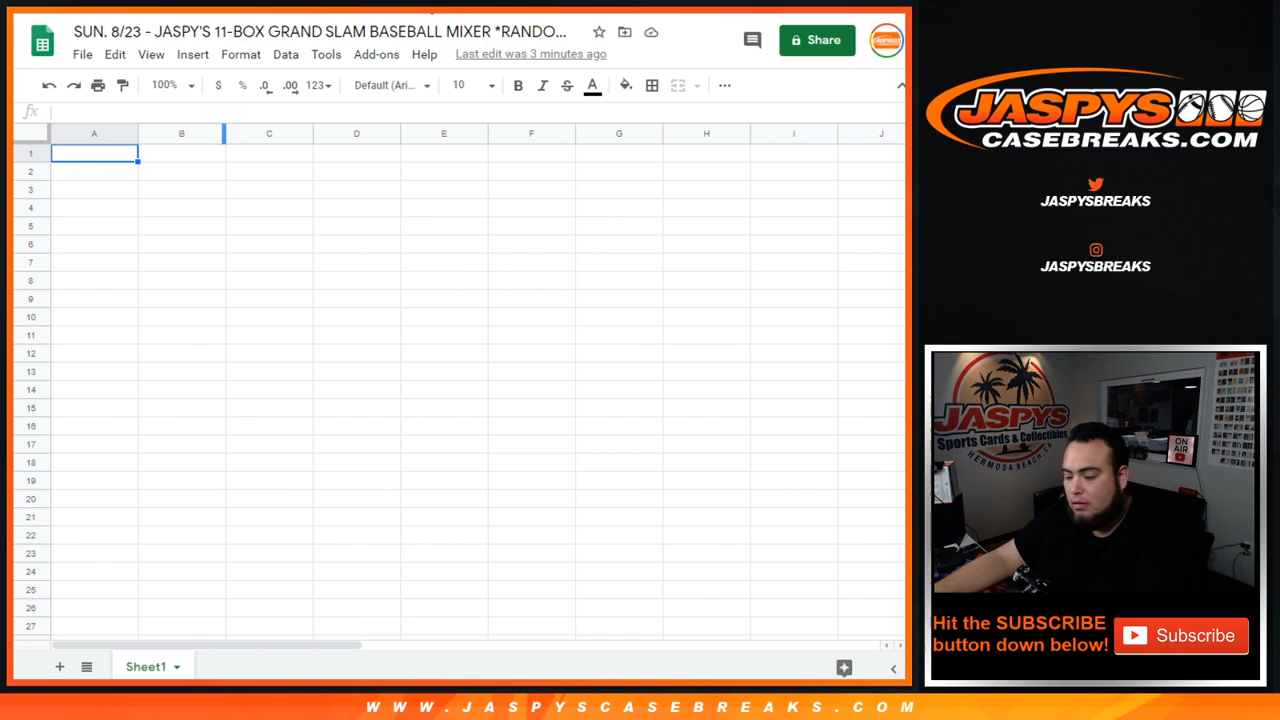 SUN. 8/23 - JASPY'S 11-BOX GRAND SLAM BASEBALL MIXER *RANDO...
Share
File Edit View Insert Format Data Tools Add-ons Help Last edit was 3 minutes ago
100% $ % .0 .00 123 Default (Ari... 10 B I S A
fx
A B C D E F G H I J
1
2
3
4
5
6
7
8
9
10
11
12
13
14
15
16
17
18
19
20
21
22
23
24
25
26
27
Sheet1
JASPYS
CASEBREAKS.COM
JASPYSBREAKS
JASPYSBREAKS
JASPYS
Sports Cards & Collectibles
HERMOSA BEACH, CA
ON
AIR
Hit the SUBSCRIBE
button down below!
Subscribe
WWW.JASPYSCASEBREAKS.COM